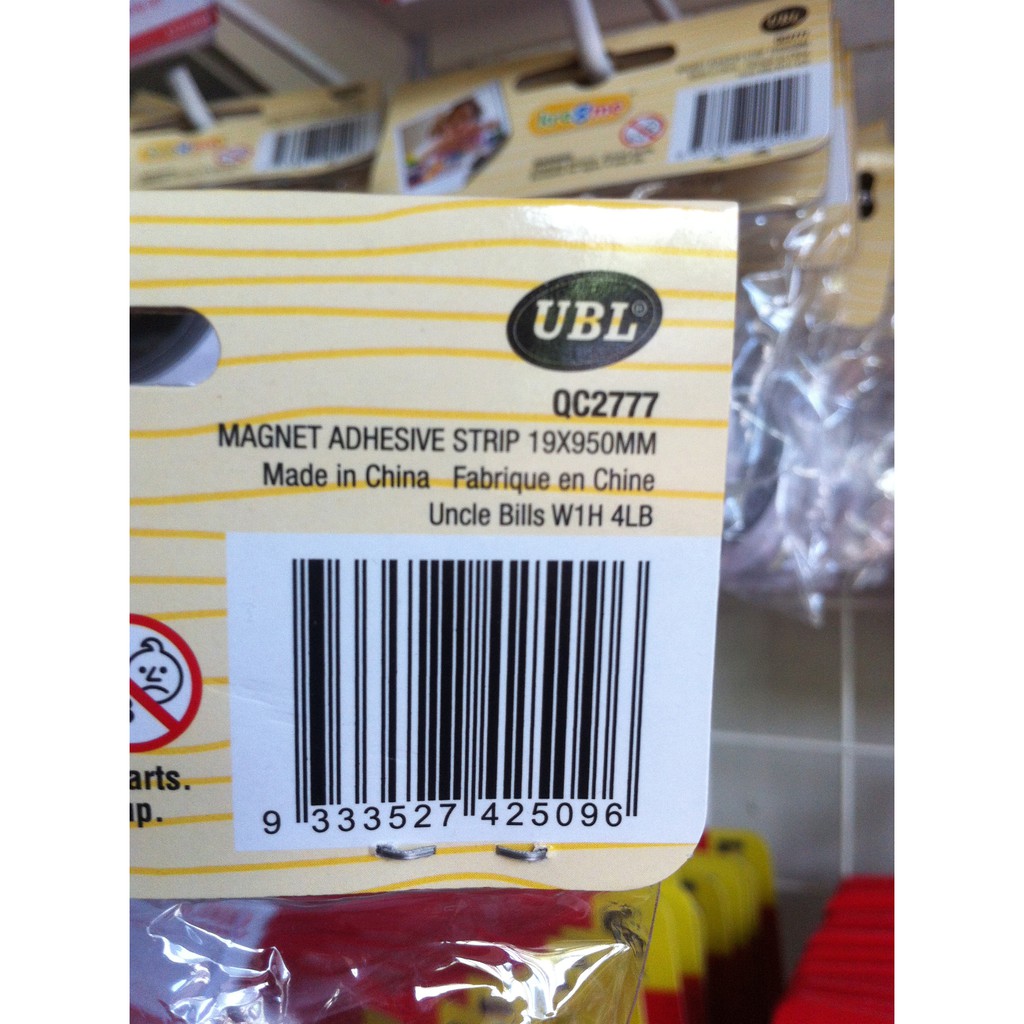 UBL
UBL®
QC2777
MAGNET ADHESIVE STRIP 19X950MM
Made in China Fabrique en Chine
Uncle Bills W1H 4LB
9 333527 425096
arts.
up.